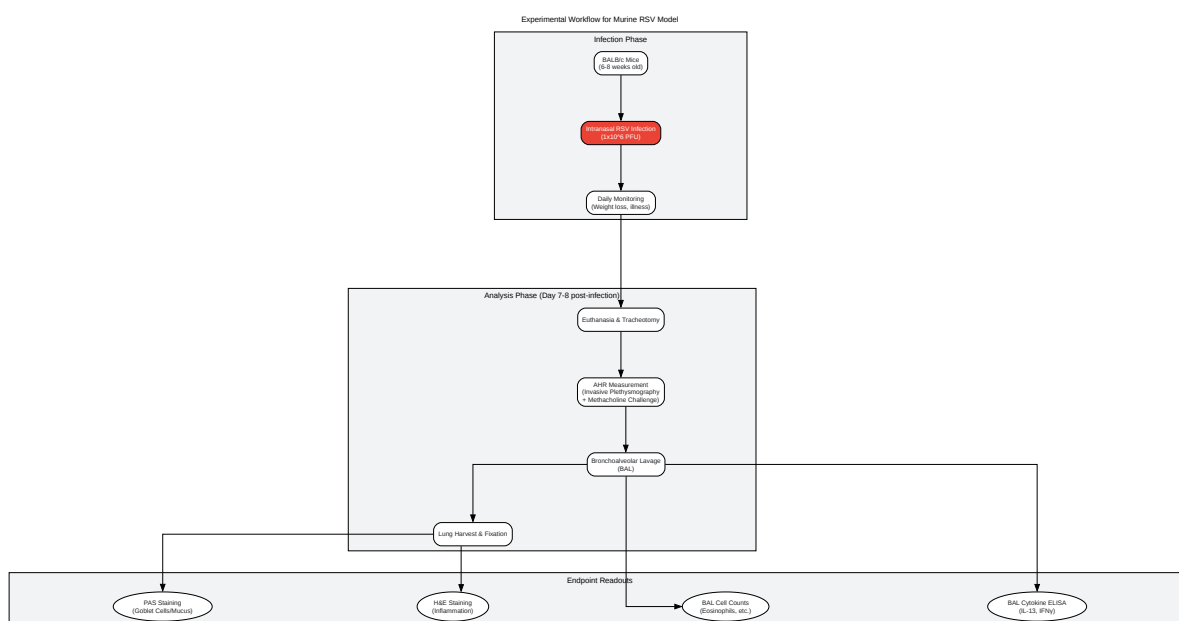 Experimental Workflow for Murine RSV Model
Infection Phase
BALB/c Mice
(6-8 weeks old)
Intranasal RSV Infection
(1x10^6 PFU)
Daily Monitoring
(Weight loss, illness)
Analysis Phase (Day 7-8 post-infection)
Euthanasia & Tracheotomy
AHR Measurement
(Invasive Plethysmography
+ Methacholine Challenge)
Bronchoalveolar Lavage
(BAL)
Lung Harvest & Fixation
Endpoint Readouts
PAS Staining
(Goblet Cells/Mucus)
H&E Staining
(Inflammation)
BAL Cell Counts
(Eosinophils, etc.)
BAL Cytokine ELISA
(IL-13, IFNγ)